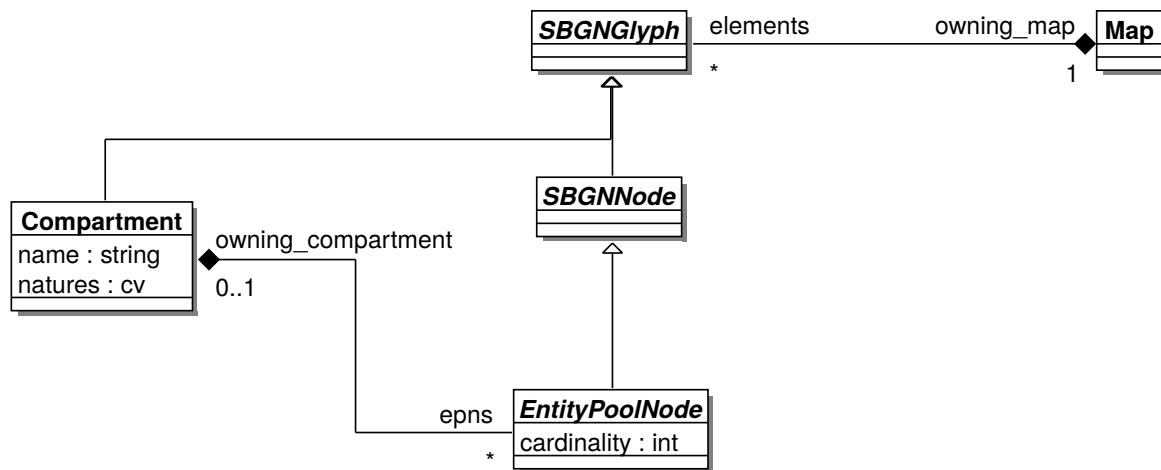 SBGNGlyph
elements
owning_map
Map
*
1
SBGNNode
Compartment
name : string
natures : cv
owning_compartment
0..1
EntityPoolNode
cardinality : int
epns
*